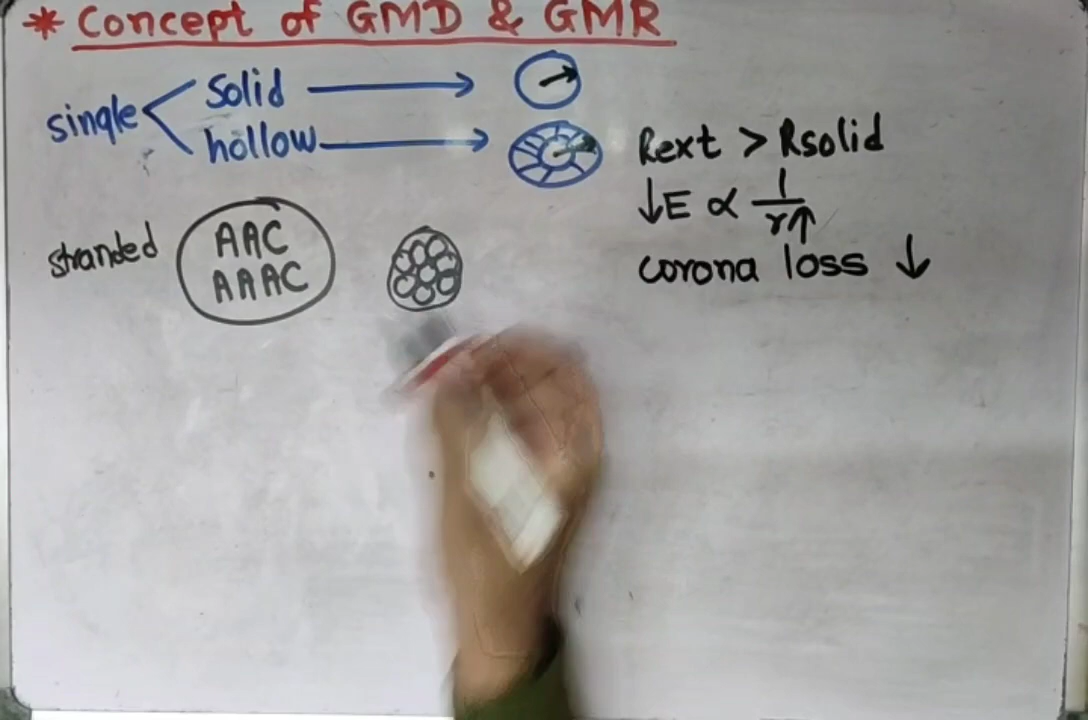 * Concept of GMD & GMR
single
Solid
hollow
Rext > Rsolid
↓E ∝ 1/r↑
corona loss ↓
stranded
AAC
AAAC